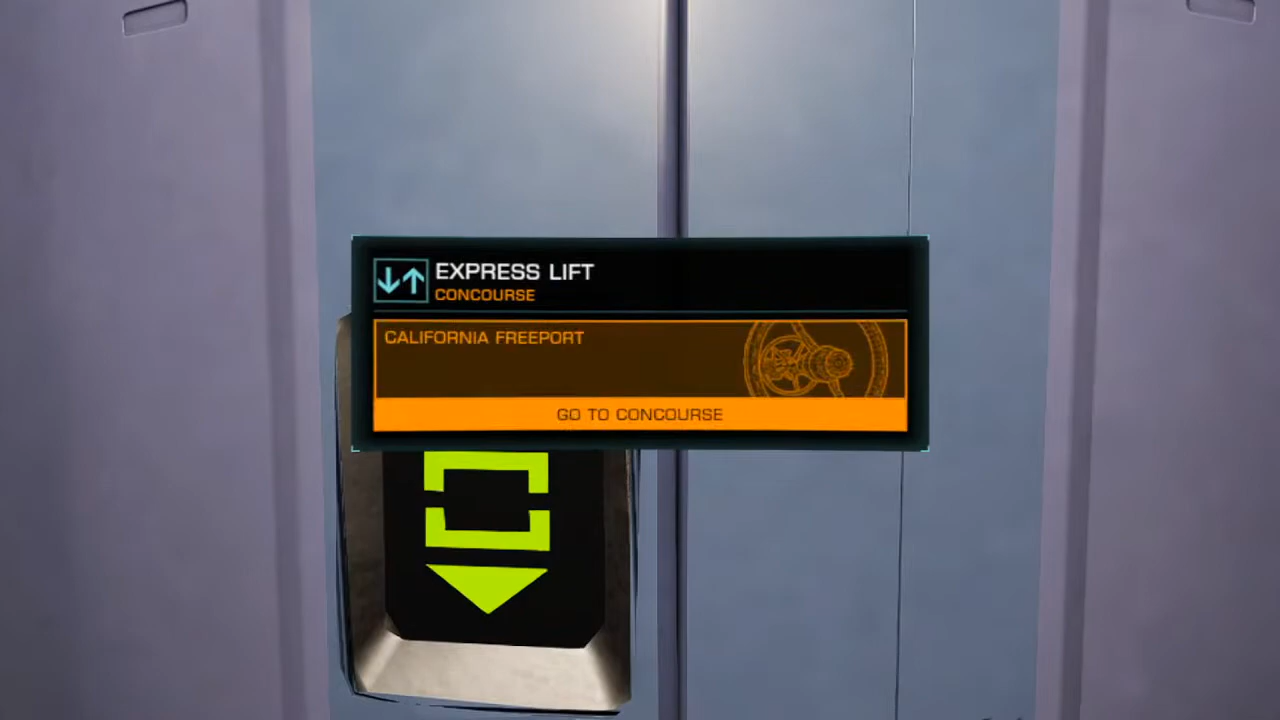 EXPRESS LIFT
CONCOURSE
CALIFORNIA FREEPORT
GO TO CONCOURSE